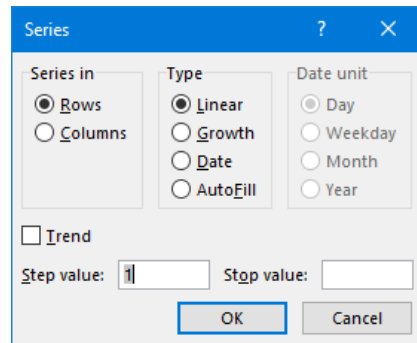 Series ? ×
Series in
Rows
Columns
Type
Linear
Growth
Date
AutoFill
Date unit
Day
Weekday
Month
Year
Trend
Step value: 1 Stop value:
OK Cancel